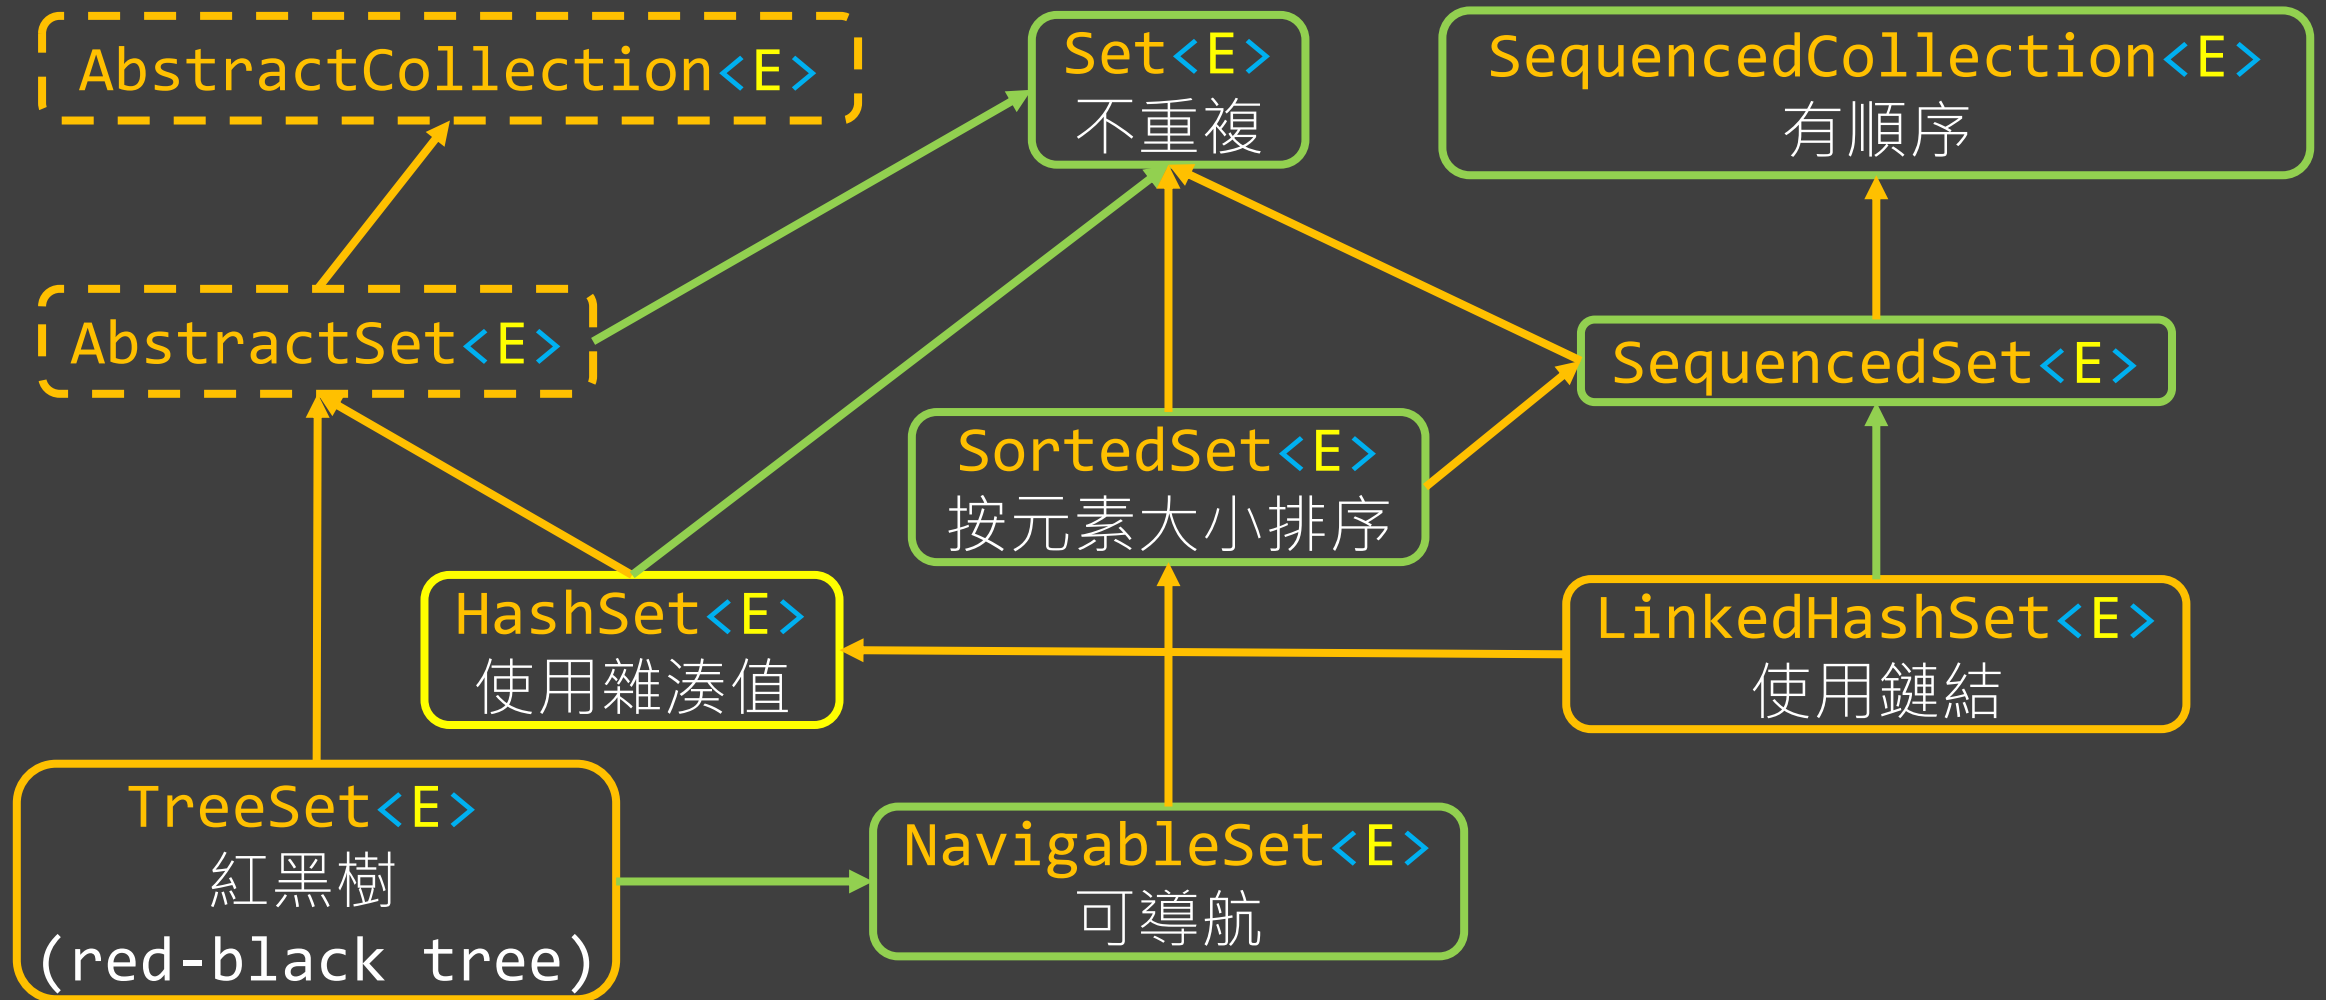 AbstractCollection<E>
Set<E>
不重複
SequencedCollection<E>
有順序
AbstractSet<E>
SequencedSet<E>
SortedSet<E>
按元素大小排序
HashSet<E>
使用雜湊值
LinkedHashSet<E>
使用鏈結
TreeSet<E>
紅黑樹
(red-black tree)
NavigableSet<E>
可導航